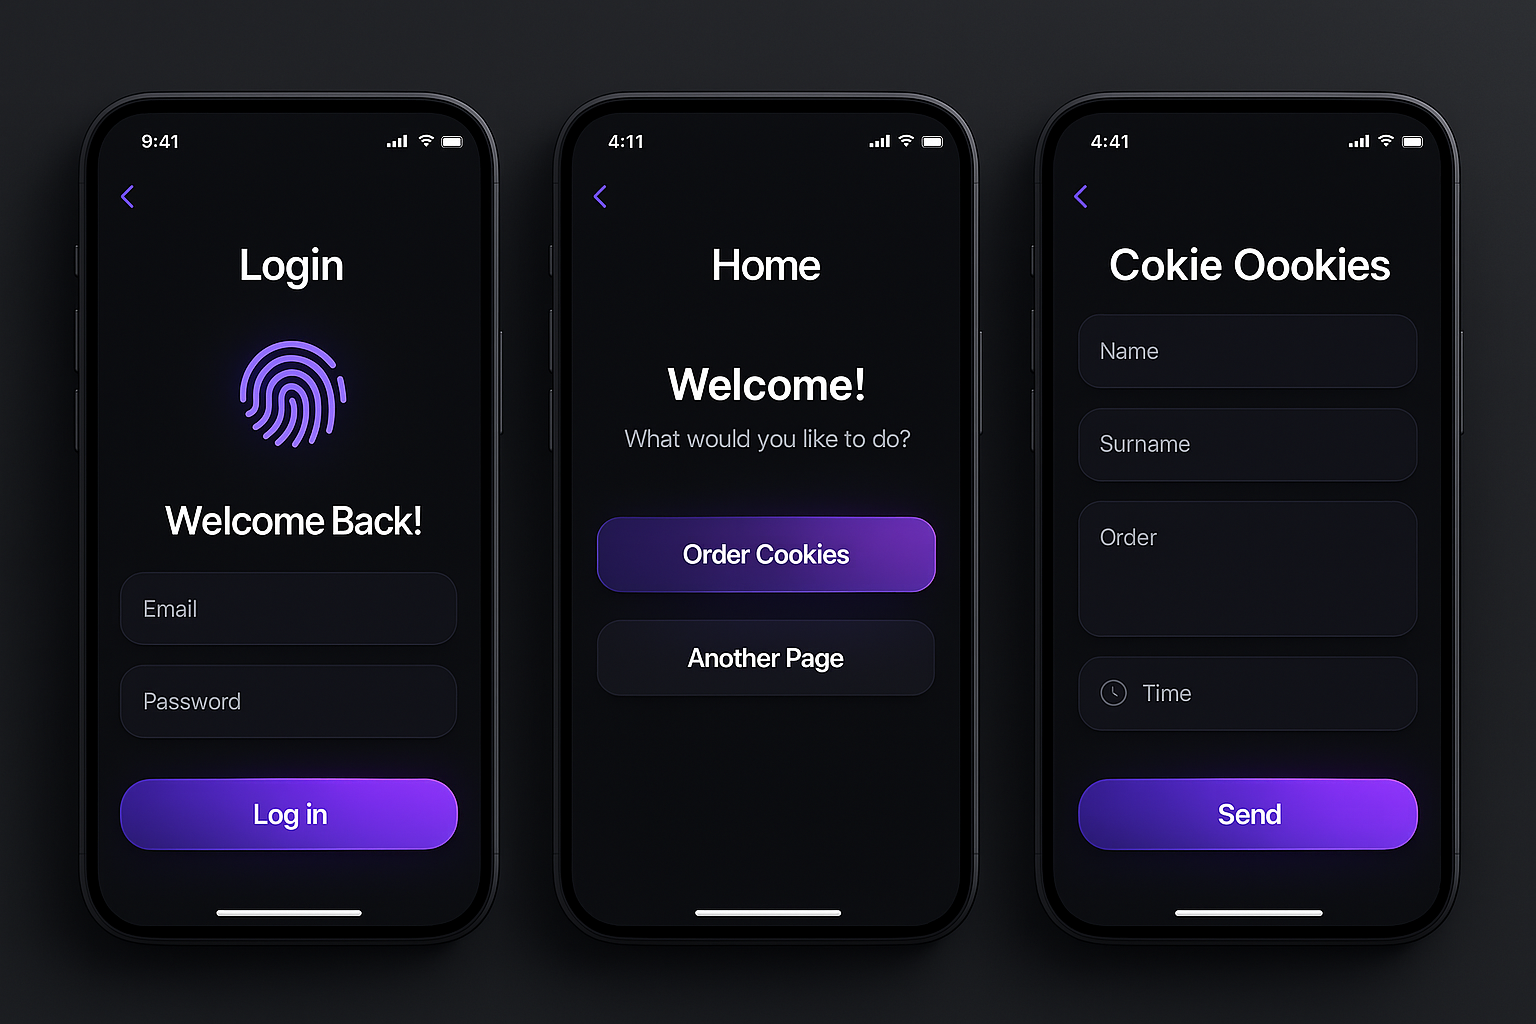 9:41
Login
Welcome Back!
Email
Password
Log in
4:11
Home
Welcome!
What would you like to do?
Order Cookies
Another Page
4:41
Cokie Oookies
Name
Surname
Order
Time
Send